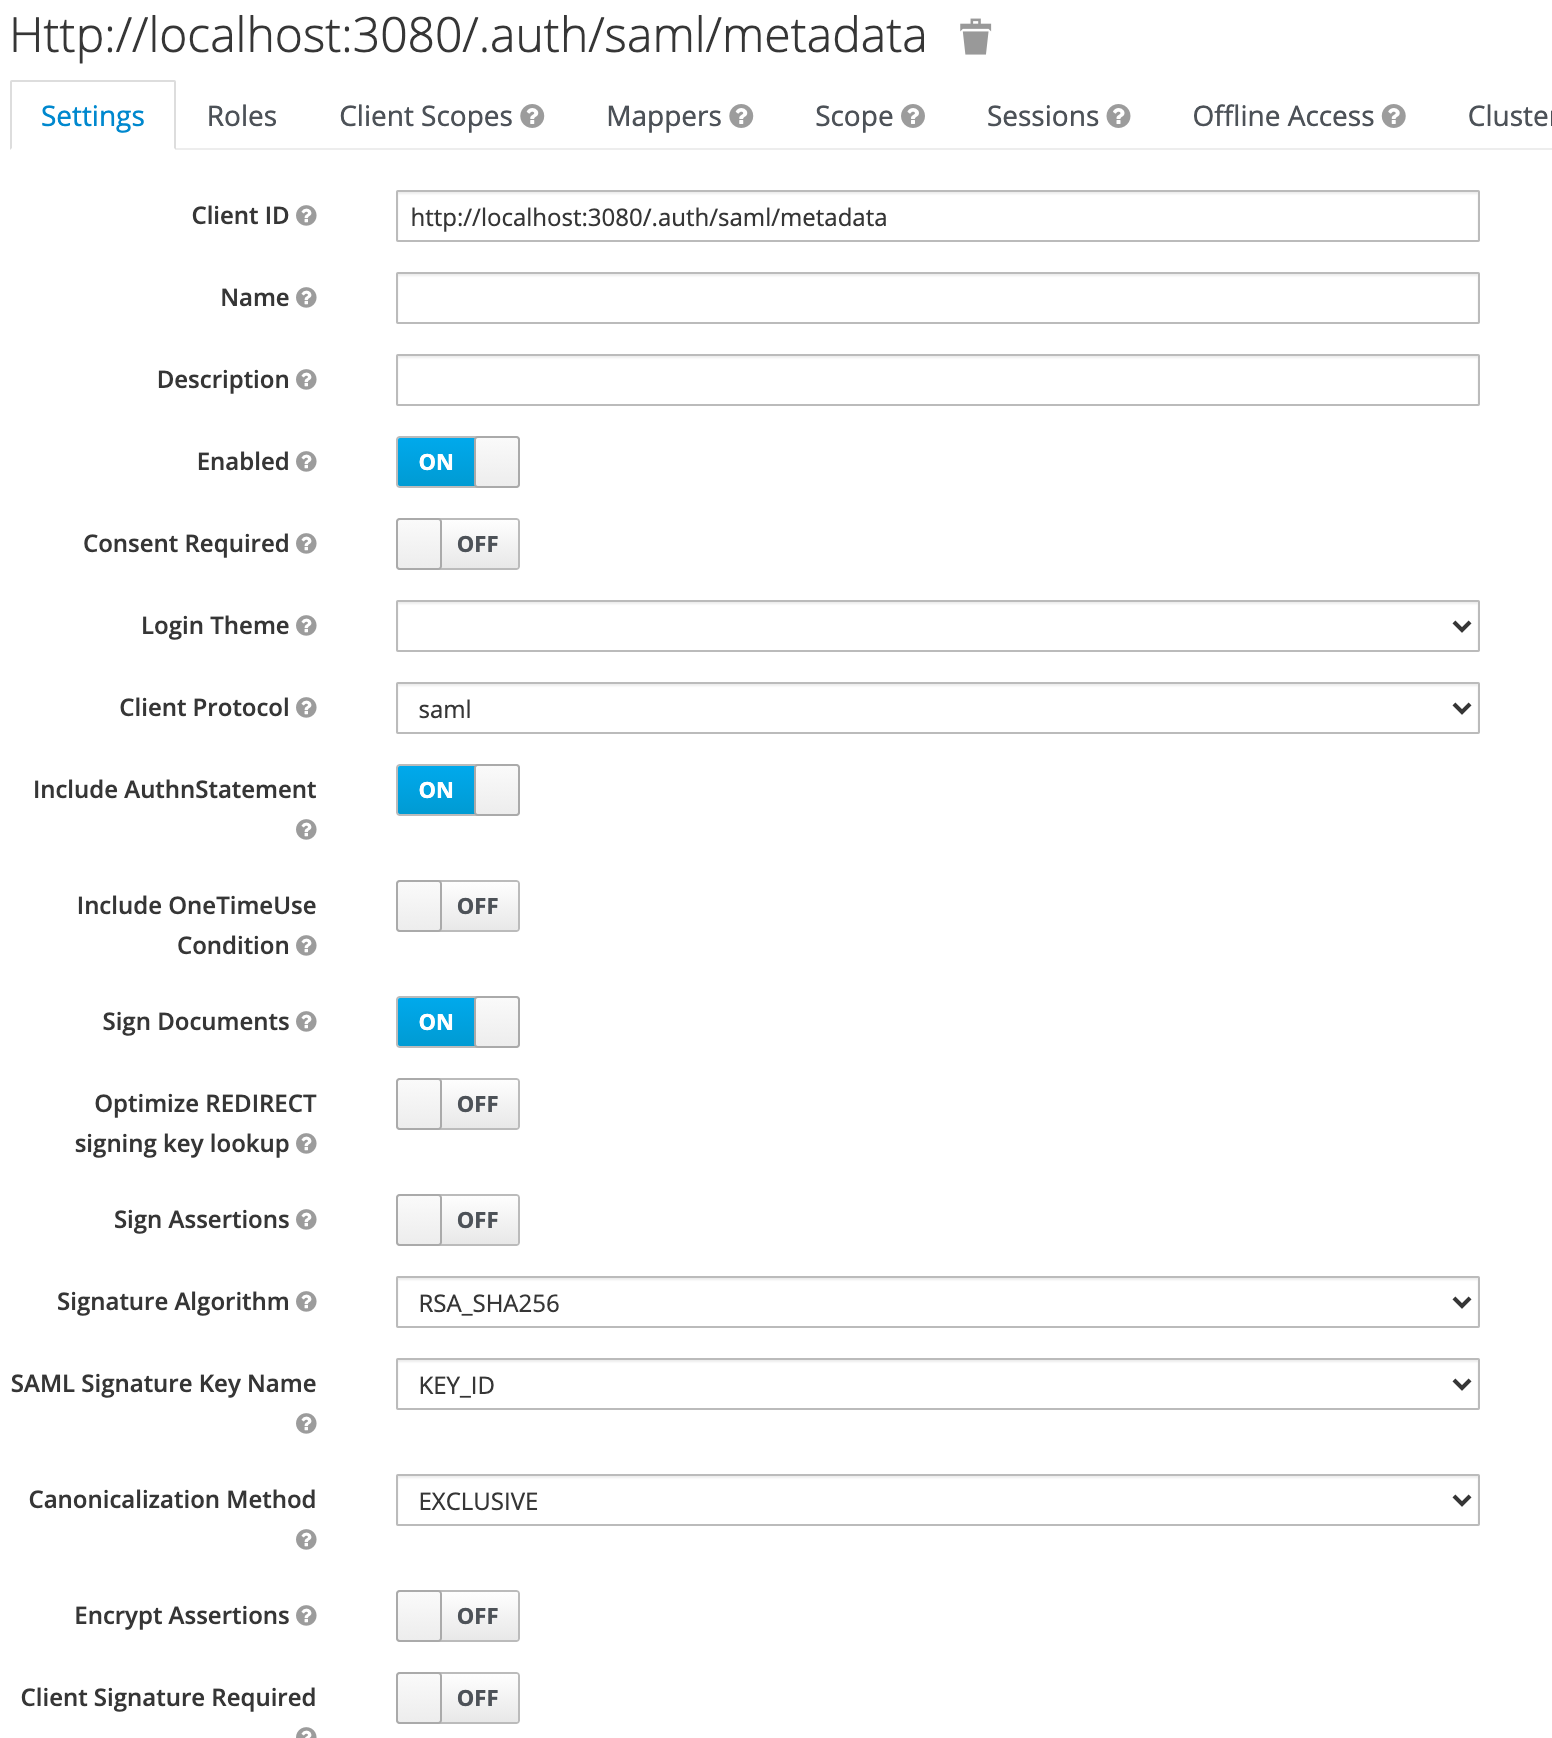 Http://localhost:3080/.auth/saml/metadata
Settings Roles Client Scopes Mappers Scope Sessions Offline Access Cluster
Client ID http://localhost:3080/.auth/saml/metadata
Name
Description
Enabled ON
Consent Required OFF
Login Theme
Client Protocol saml
Include AuthnStatement ON
Include OneTimeUse OFF
Condition
Sign Documents ON
Optimize REDIRECT OFF
signing key lookup
Sign Assertions OFF
Signature Algorithm RSA_SHA256
SAML Signature Key Name KEY_ID
Canonicalization Method EXCLUSIVE
Encrypt Assertions OFF
Client Signature Required OFF